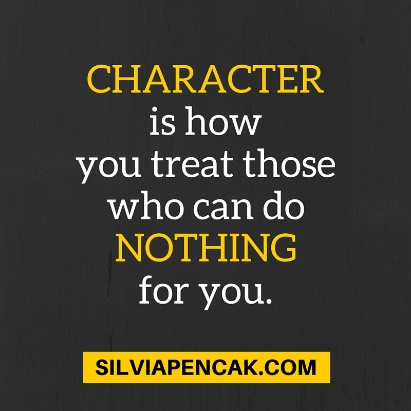 CHARACTER
is how
you treat those
who can do
NOTHING
for you.
SILVIAPENCAK.COM